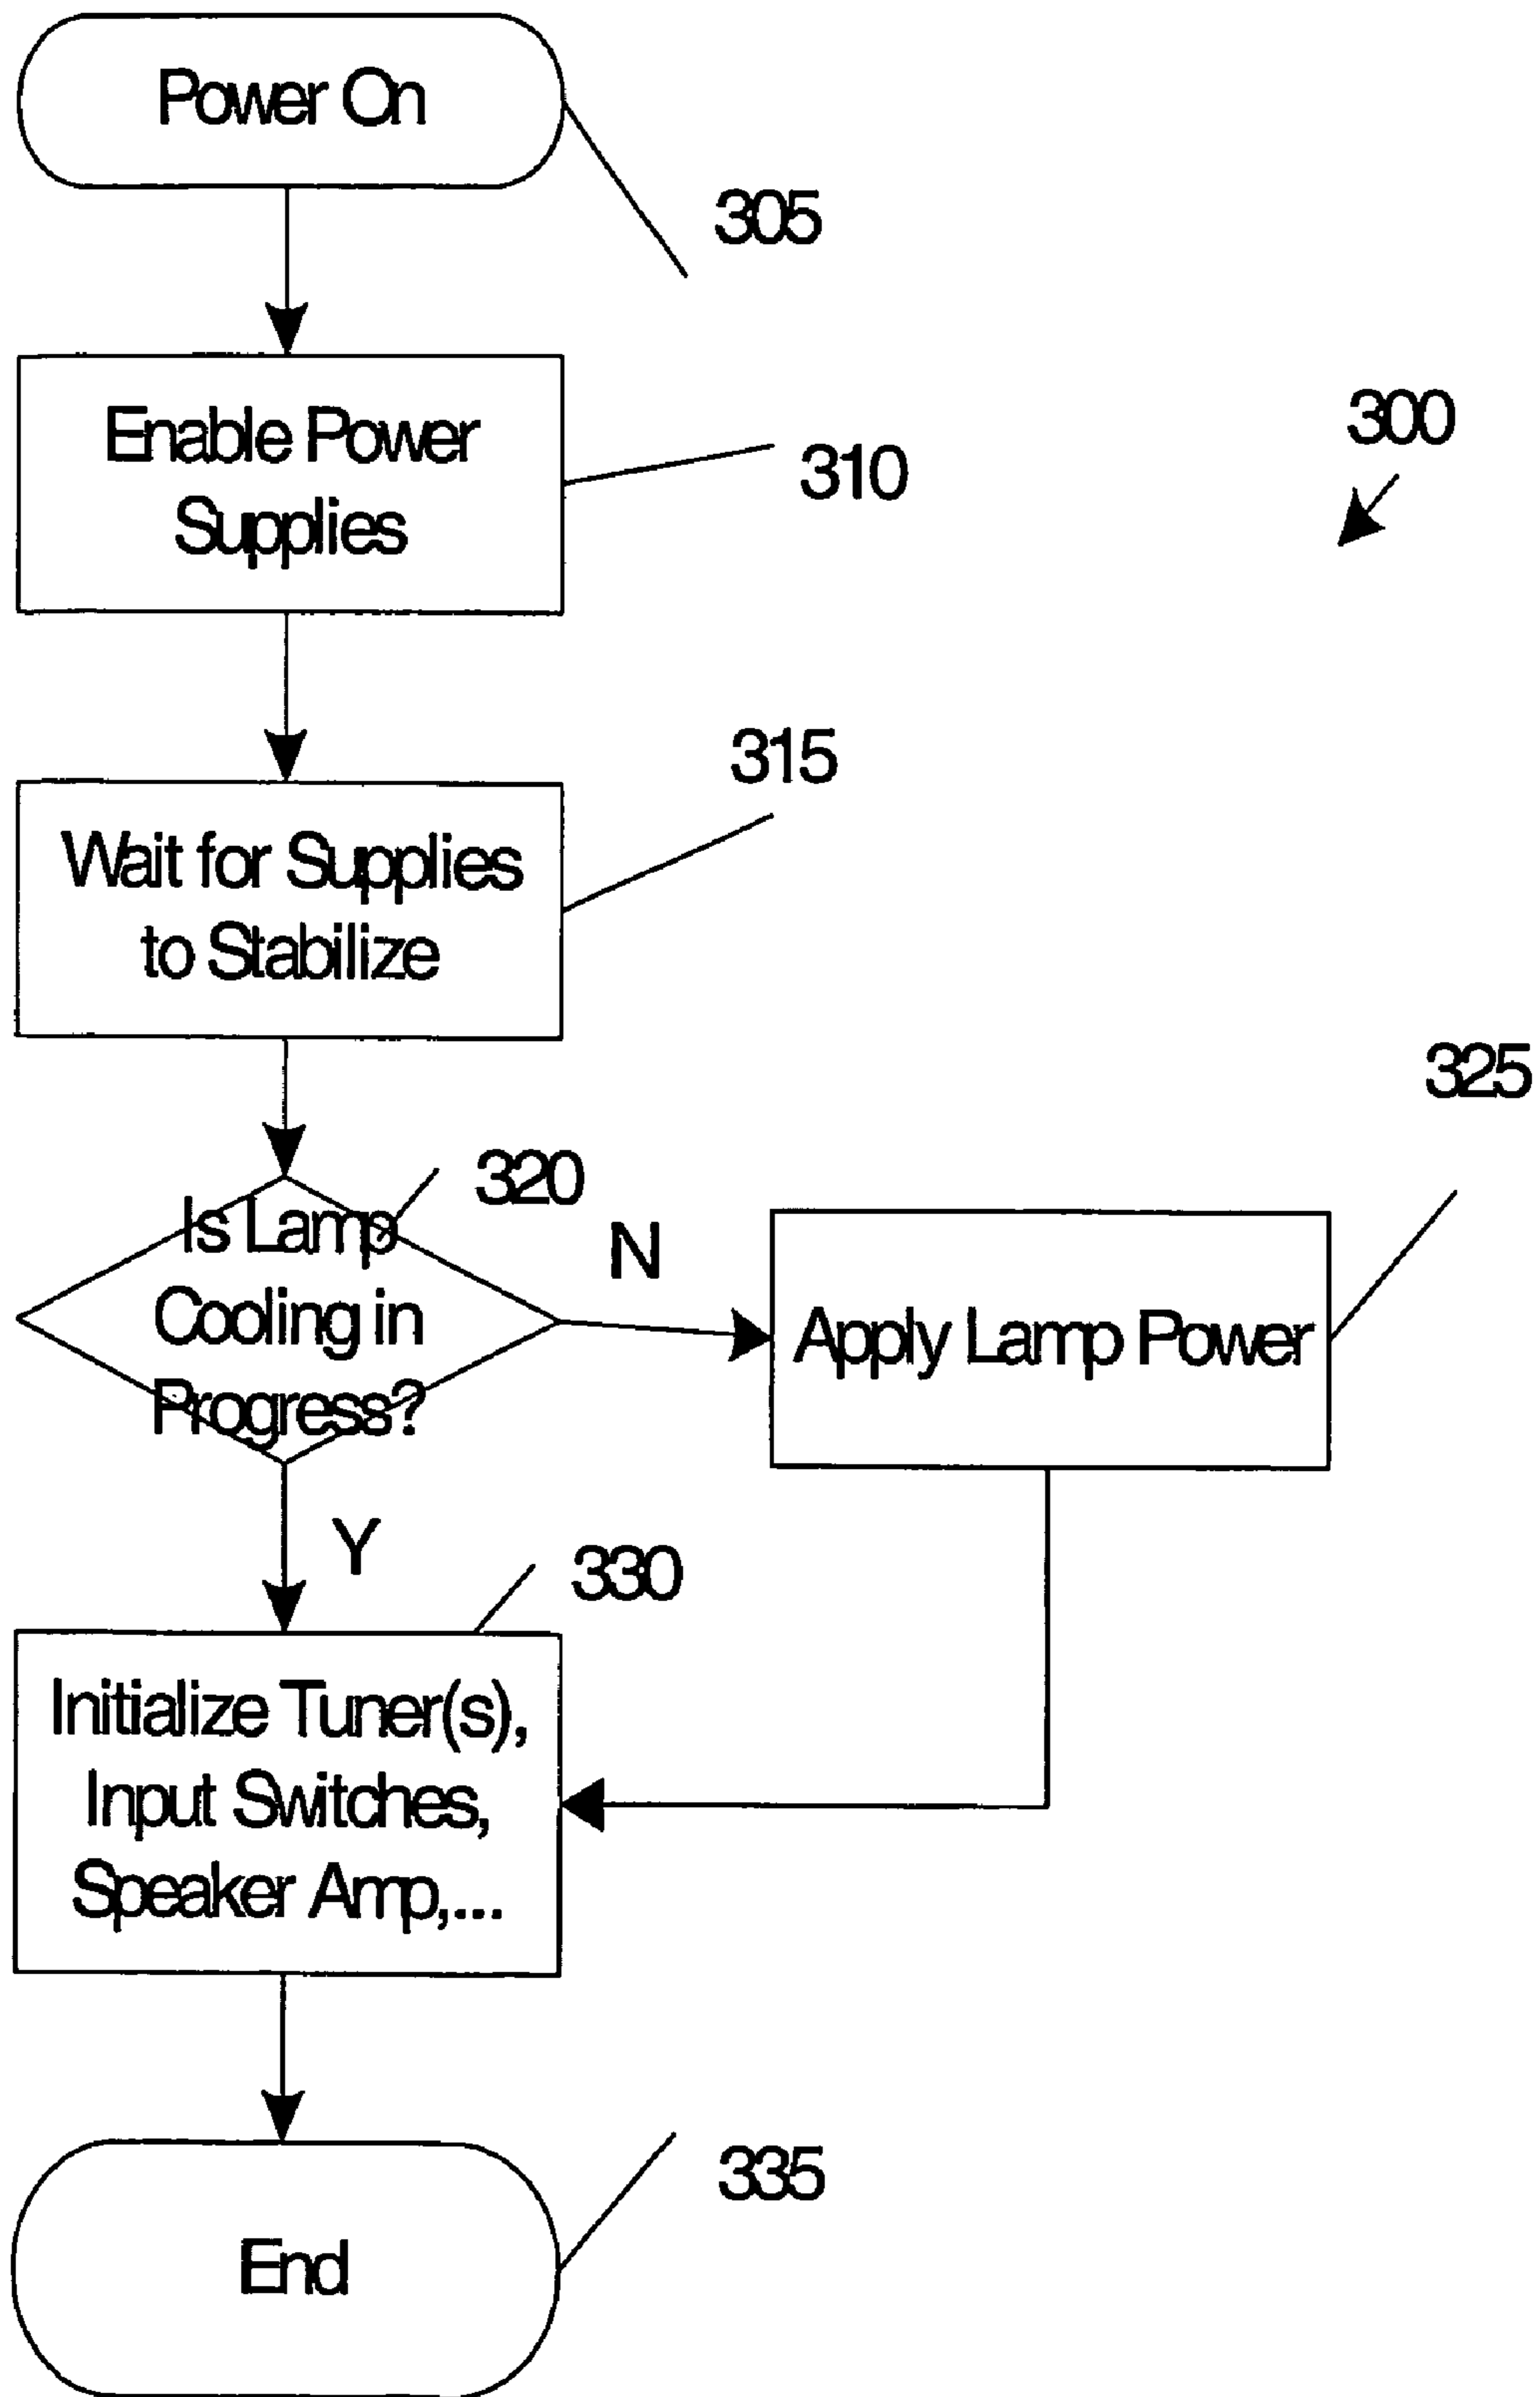 Power On
305
Enable Power
Supplies
310
300
315
Wait for Supplies
to Stabilize
325
320
Is Lamp
Cooling in
Progress?
N
Apply Lamp Power
Y
330
Initialize Tuner(s),
Input Switches,
Speaker Amp,...
335
End